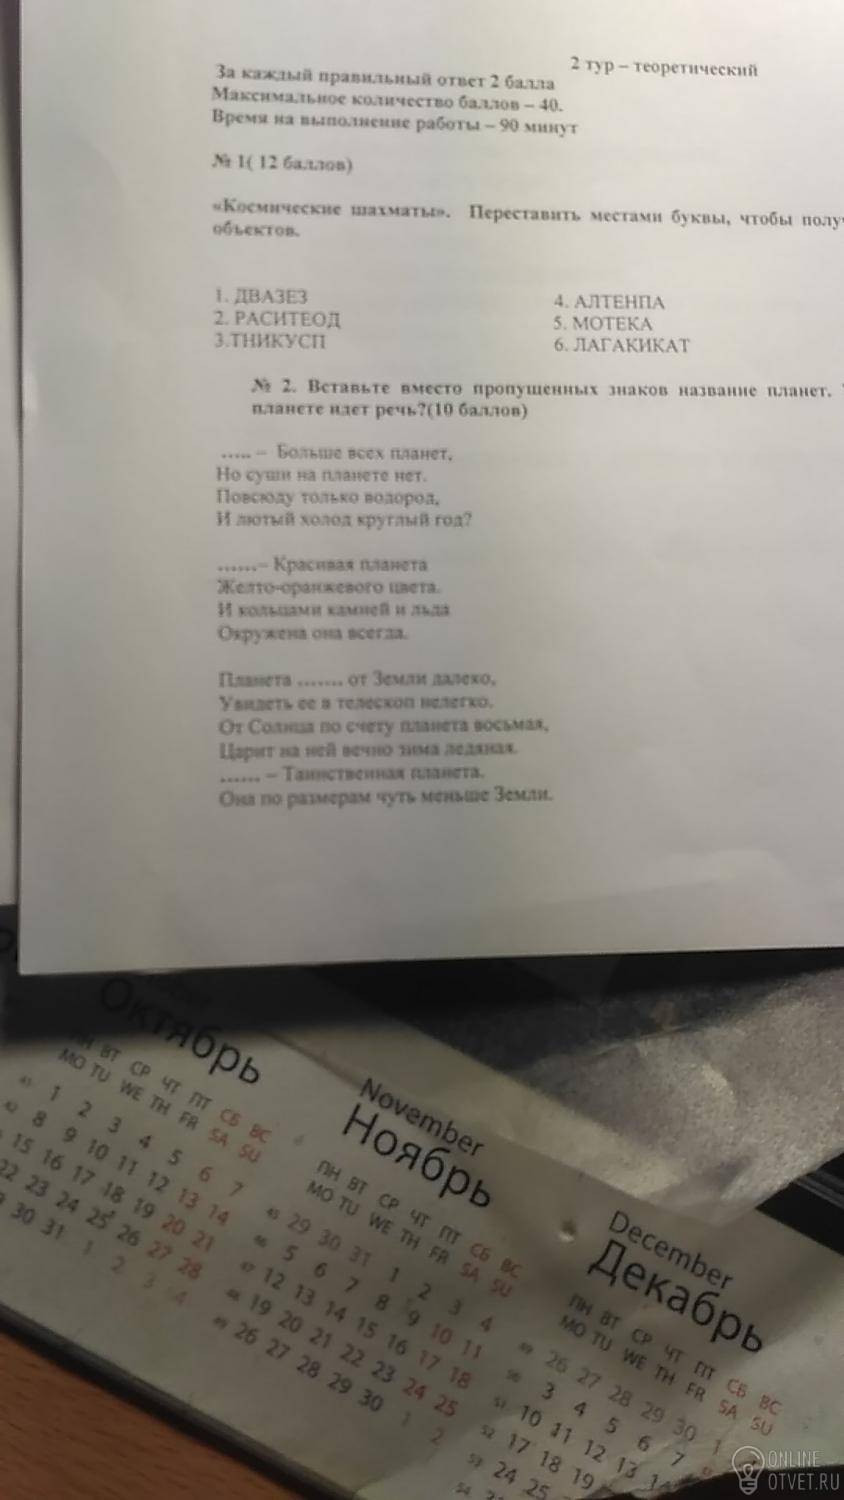 2 тур – теоретический
За каждый правильный ответ 2 балла
Максимальное количество баллов – 40.
Время на выполнение работы – 90 минут
№ 1( 12 баллов)
«Космические шахматы». Переставить местами буквы, чтобы полу
объектов.
1. ДВАЗЕЗ
2. РАСИТЕОД
3.ТНИКУСП
4. АЛТЕНПА
5. МОТЕКА
6. ЛАГАКИКАТ
№ 2. Вставьте вместо пропущенных знаков название планет.
планете идет речь?(10 баллов)
..... – Больше всех планет,
Но суши на планете нет.
Повсюду только водород,
И лютый холод круглый год?
......– Красивая планета
Желто-оранжевого цвета.
И кольцами камней и льда
Окружена она всегда.
Планета ....... от Земли далеко,
Увидеть ее в телескоп нелегко.
От Солнца по счету планета восьмая,
Царит на ней вечно зима ледяная.
...... – Таинственная планета.
Она по размерам чуть меньше Земли.
Октябрь
ПН ВТ СР ЧТ ПТ СБ ВС
MO TU WE TH FR SA SU
1 2 3 4 5 6 7
8 9 10 11 12 13 14
15 16 17 18 19 20 21
22 23 24 25 26 27 28
30 31 1 2 3 4
November
Ноябрь
ПН ВТ СР ЧТ ПТ СБ ВС
MO TU WE TH FR SA SU
45 29 30 31 1 2 3 4
46 5 6 7 8 9 10 11
47 12 13 14 15 16 17 18
48 19 20 21 22 23 24 25
49 26 27 28 29 30 1 2
December
Декабрь
ПН ВТ СР ЧТ ПТ СБ ВС
MO TU WE TH FR SA SU
49 26 27 28 29 30 1
50 3 4 5 6 7
51 10 11 12 13 14
52 17 18 19
53 24 25
54
ONLINE
OTVET.RU